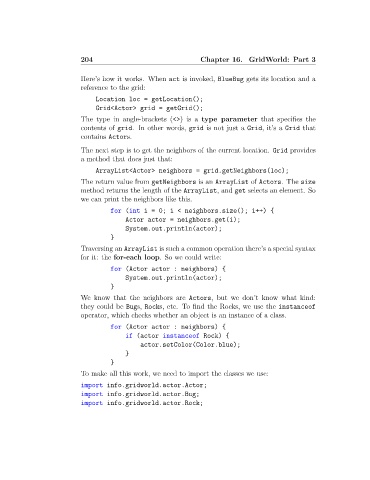 204 Chapter 16. GridWorld: Part 3
Here's how it works. When act is invoked, BlueBug gets its location and a
reference to the grid:
Location loc = getLocation();
Grid<Actor> grid = getGrid();
The type in angle-brackets (<>) is a type parameter that specifies the
contents of grid. In other words, grid is not just a Grid, it's a Grid that
contains Actors.
The next step is to get the neighbors of the current location. Grid provides
a method that does just that:
ArrayList<Actor> neighbors = grid.getNeighbors(loc);
The return value from getNeighbors is an ArrayList of Actors. The size
method returns the length of the ArrayList, and get selects an element. So
we can print the neighbors like this.
for (int i = 0; i < neighbors.size(); i++) {
Actor actor = neighbors.get(i);
System.out.println(actor);
}
Traversing an ArrayList is such a common operation there's a special syntax
for it: the for-each loop. So we could write:
for (Actor actor : neighbors) {
System.out.println(actor);
}
We know that the neighbors are Actors, but we don't know what kind:
they could be Bugs, Rocks, etc. To find the Rocks, we use the instanceof
operator, which checks whether an object is an instance of a class.
for (Actor actor : neighbors) {
if (actor instanceof Rock) {
actor.setColor(Color.blue);
}
}
To make all this work, we need to import the classes we use:
import info.gridworld.actor.Actor;
import info.gridworld.actor.Bug;
import info.gridworld.actor.Rock;